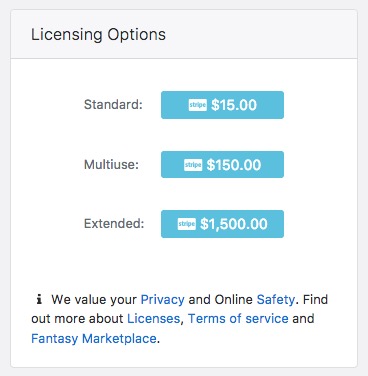 Licensing Options
Standard: stripe $15.00
Multiuse: stripe $150.00
Extended: stripe $1,500.00
i We value your Privacy and Online Safety. Find
out more about Licenses, Terms of service and
Fantasy Marketplace.